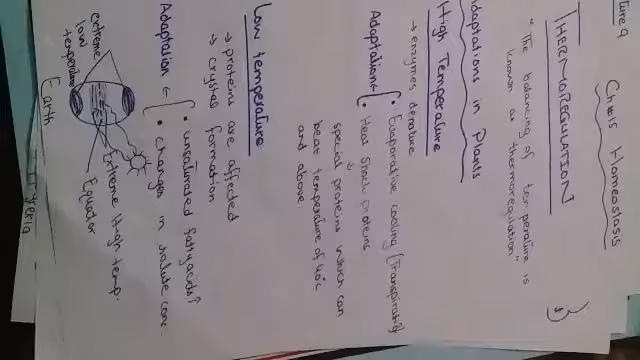 Ch:15 Homeostasis
THERMOREGULATION
"The balancing of temperature is
known as thermoregulation"
Adaptations in Plants
High Temperature
→ enzymes denature
Adaptations • Evaporative cooling (Transpiration)
• Heat Shock proteins
special proteins which can
bear temperature of 40°C
and above.
Low temperature
→ proteins are affected
→ crystal formation
Adaptation • unsaturated fatty acids↑
• changes in solute conc.
extreme
low
temperature
Extreme High temp.
Equator
Earth